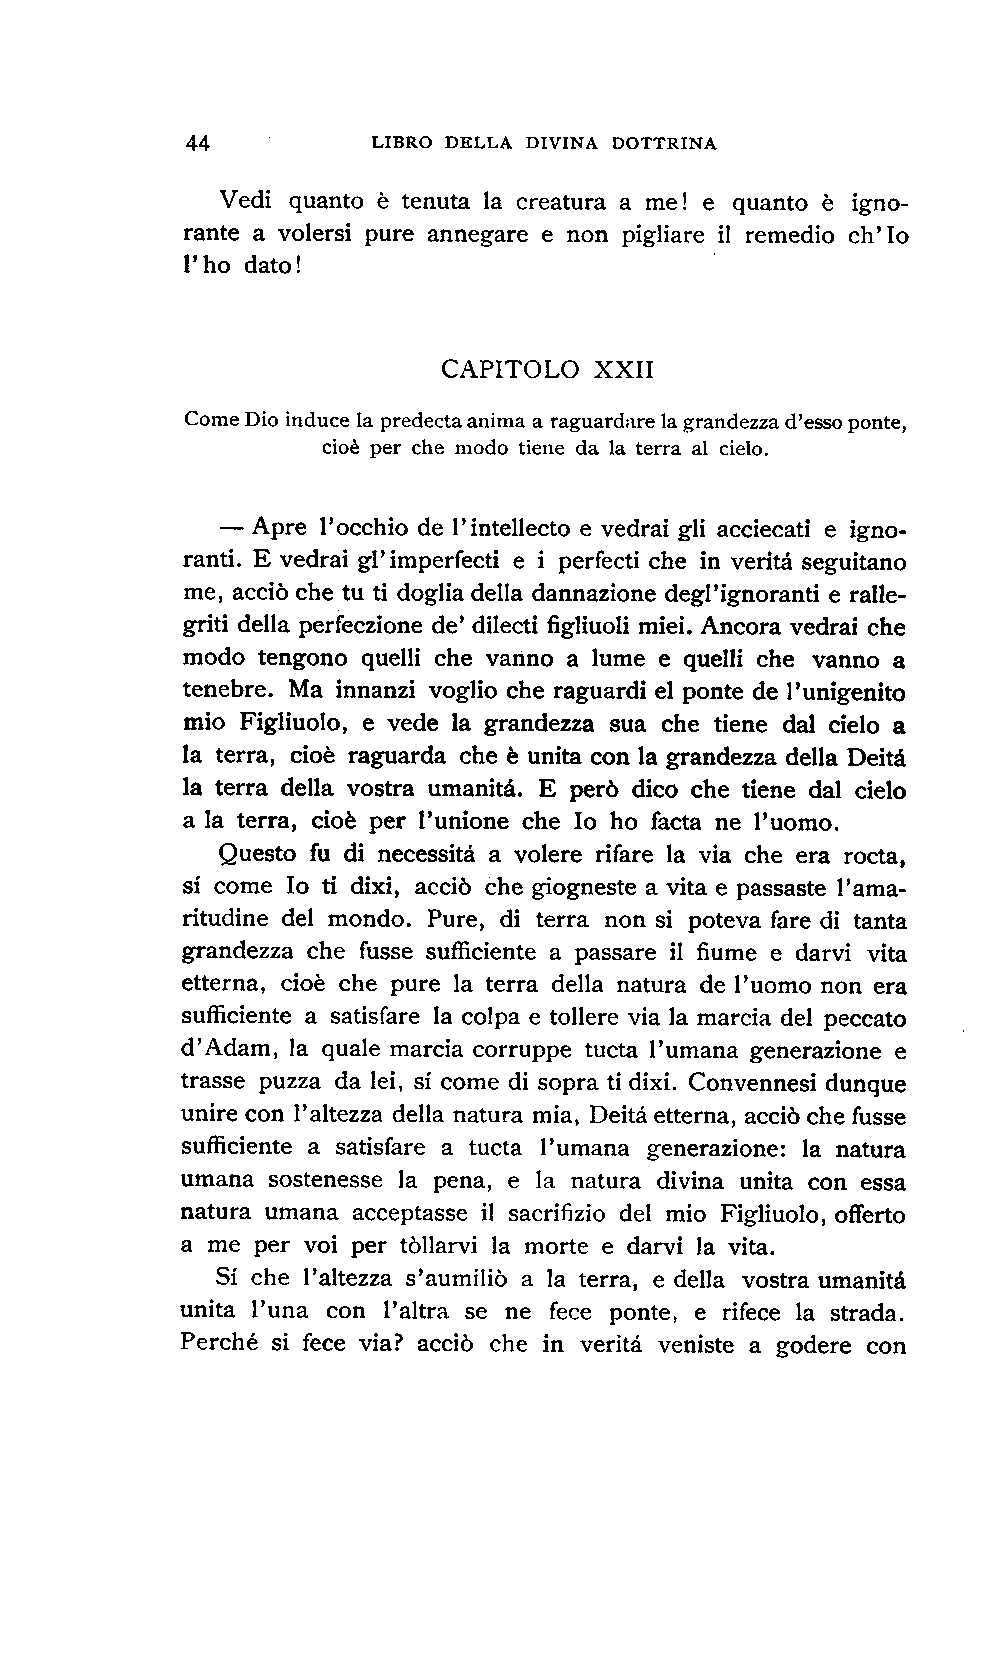 44 LIBRO DELLA DIVINA DOTTRINA
Vedi quanto è tenuta la creatura a me! e quanto è igno-
rante a volersi pure annegare e non pigliare il remedio ch'Io
l'ho dato!
CAPITOLO XXII
Come Dio induce la predecta anima a raguardare la grandezza d'esso ponte,
cioè per che modo tiene da la terra al cielo.
— Apre l'occhio de l'intellecto e vedrai gli acciecati e igno-
ranti. E vedrai gl'imperfecti e i perfecti che in veritá seguitano
me, acciò che tu ti doglia della dannazione degl'ignoranti e ralle-
griti della perfeczione de' dilecti figliuoli miei. Ancora vedrai che
modo tengono quelli che vanno a lume e quelli che vanno a
tenebre. Ma innanzi voglio che raguardi el ponte de l'unigenito
mio Figliuolo, e vede la grandezza sua che tiene dal cielo a
la terra, cioè raguarda che è unita con la grandezza della Deitá
la terra della vostra umanitá. E però dico che tiene dal cielo
a la terra, cioè per l'unione che Io ho facta ne l'uomo.
Questo fu di necessitá a volere rifare la via che era rocta,
sí come Io ti dixi, acciò che giogneste a vita e passaste l'ama-
ritudine del mondo. Pure, di terra non si poteva fare di tanta
grandezza che fusse sufficiente a passare il fiume e darvi vita
etterna, cioè che pure la terra della natura de l'uomo non era
sufficiente a satisfare la colpa e tollere via la marcia del peccato
d'Adam, la quale marcia corruppe tucta l'umana generazione e
trasse puzza da lei, sí come di sopra ti dixi. Convennesi dunque
unire con l'altezza della natura mia, Deitá etterna, acciò che fusse
sufficiente a satisfare a tucta l'umana generazione: la natura
umana sostenesse la pena, e la natura divina unita con essa
natura umana acceptasse il sacrifizio del mio Figliuolo, offerto
a me per voi per tòllarvi la morte e darvi la vita.
Sí che l'altezza s'aumiliò a la terra, e della vostra umanitá
unita l'una con l'altra se ne fece ponte, e rifece la strada.
Perché si fece via? acciò che in veritá veniste a godere con